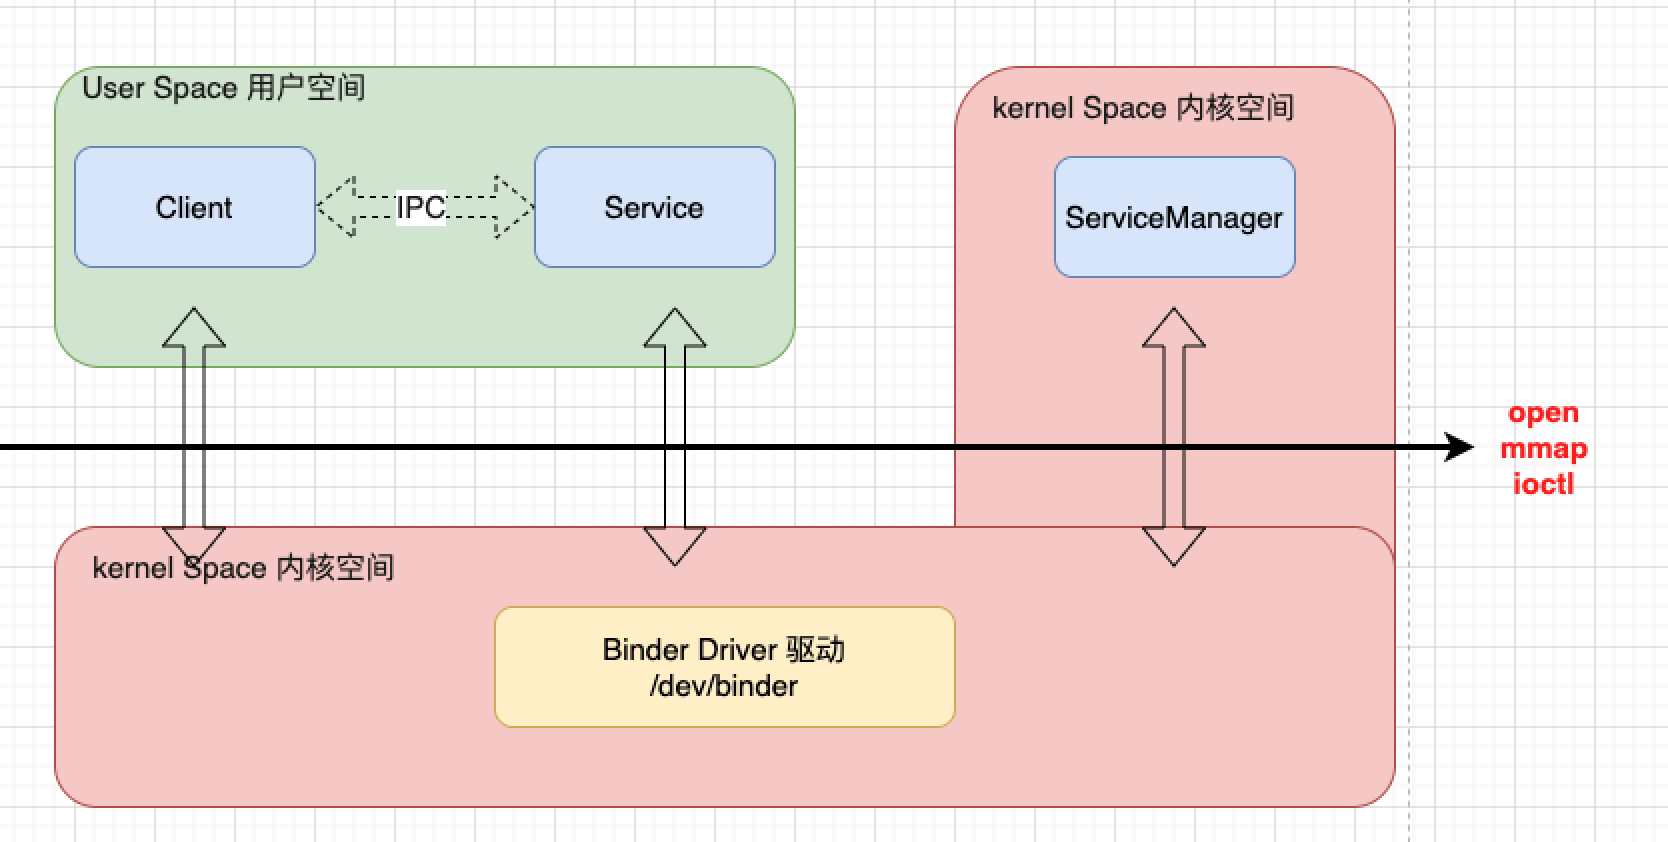 User Space 用户空间
kernel Space 内核空间
Client
IPC
Service
ServiceManager
open
mmap
ioctl
kernel Space 内核空间
Binder Driver 驱动
/dev/binder